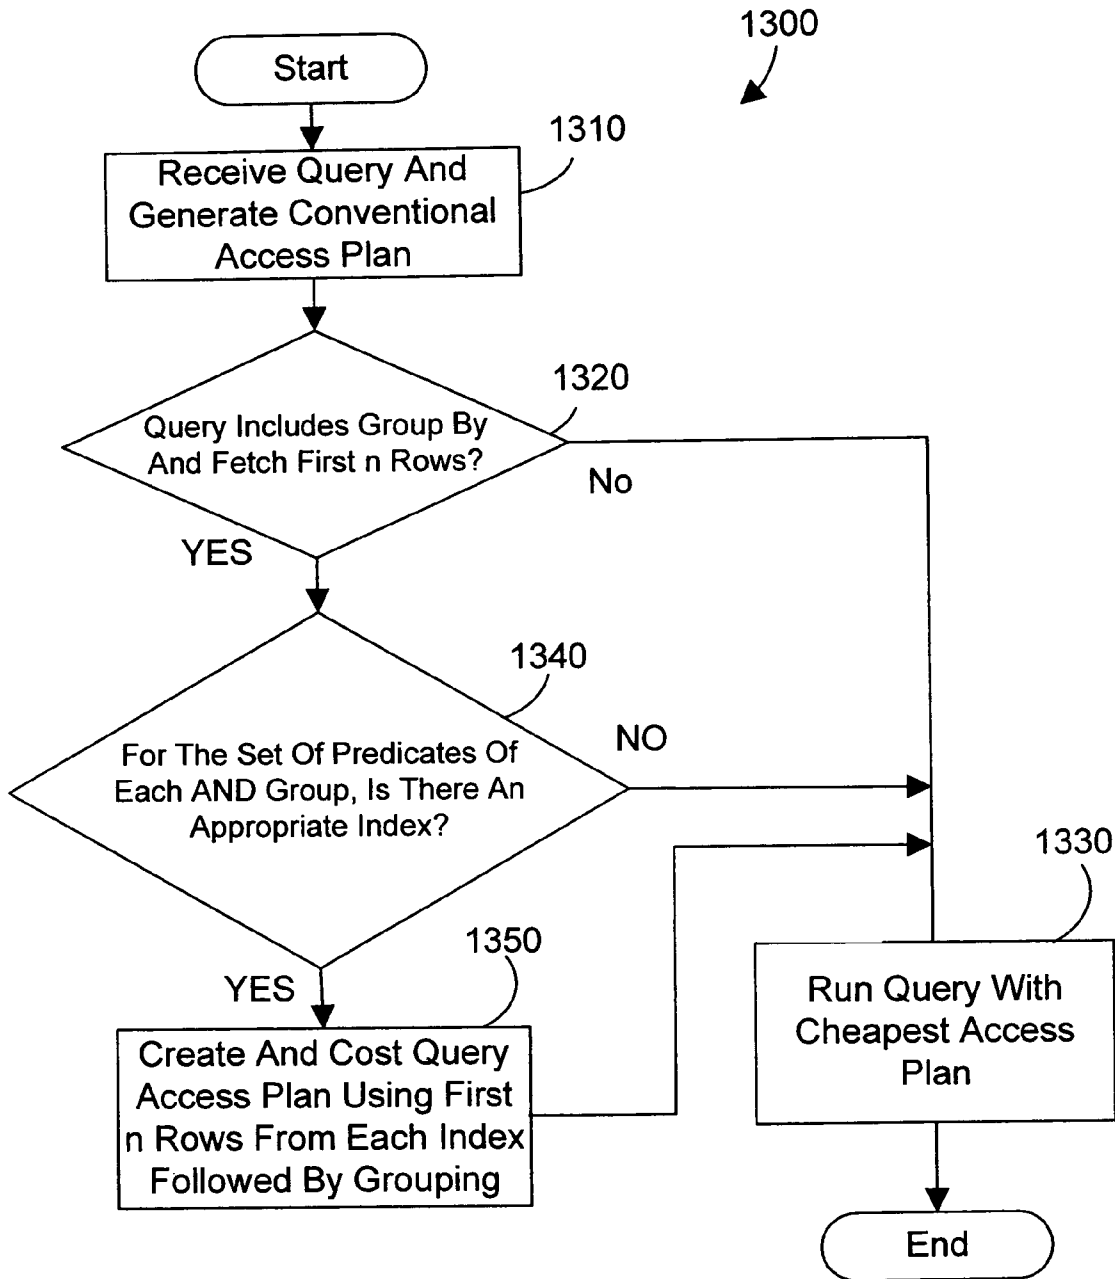 1300
Start
1310
Receive Query And
Generate Conventional
Access Plan
1320
Query Includes Group By
And Fetch First n Rows?
No
YES
1340
For The Set Of Predicates Of
Each AND Group, Is There An
Appropriate Index?
NO
YES
1350
Create And Cost Query
Access Plan Using First
n Rows From Each Index
Followed By Grouping
1330
Run Query With
Cheapest Access
Plan
End